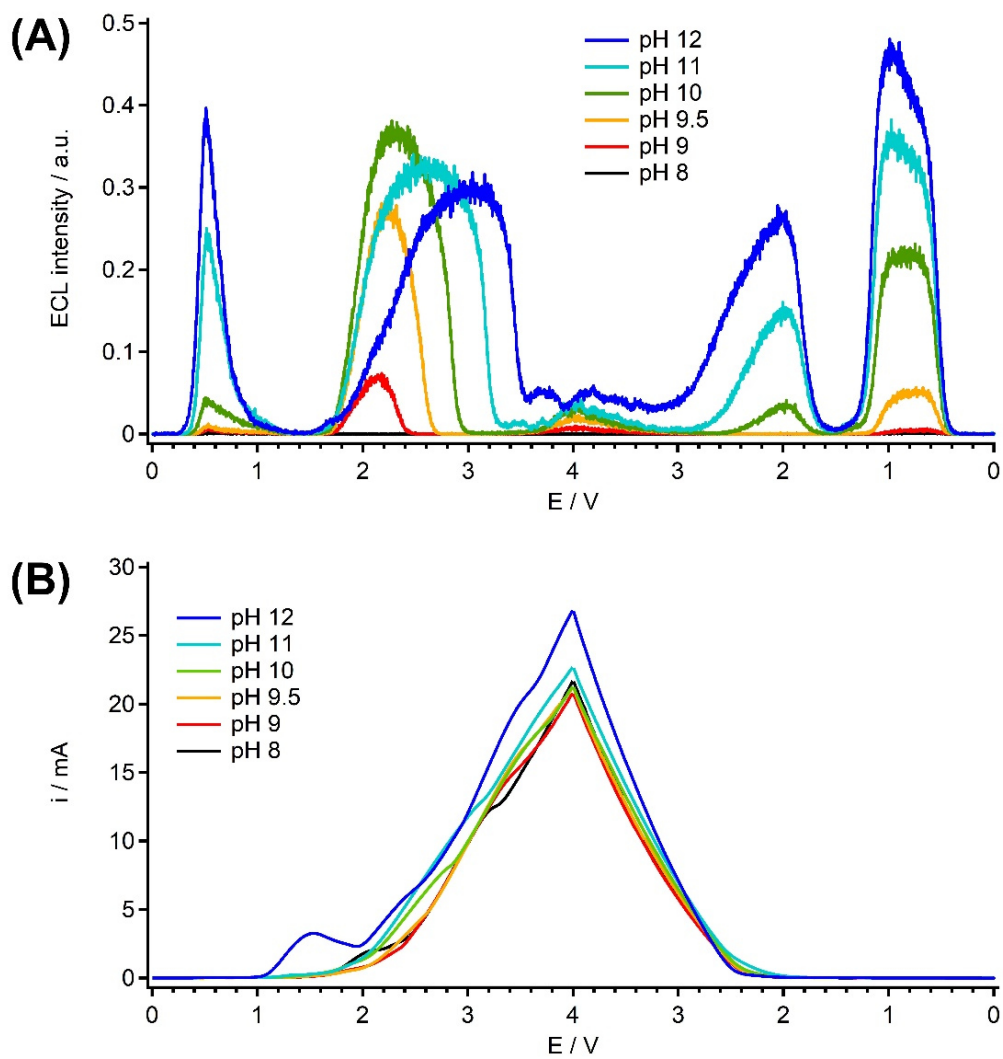 (A)
0.5
0.4
0.3
0.2
0.1
0
ECL intensity / a.u.
pH 12
pH 11
pH 10
pH 9.5
pH 9
pH 8
0 1 2 3 4 3 2 1 0
E / V
(B)
30
25
20
15
10
5
0
i / mA
pH 12
pH 11
pH 10
pH 9.5
pH 9
pH 8
0 1 2 3 4 3 2 1 0
E / V